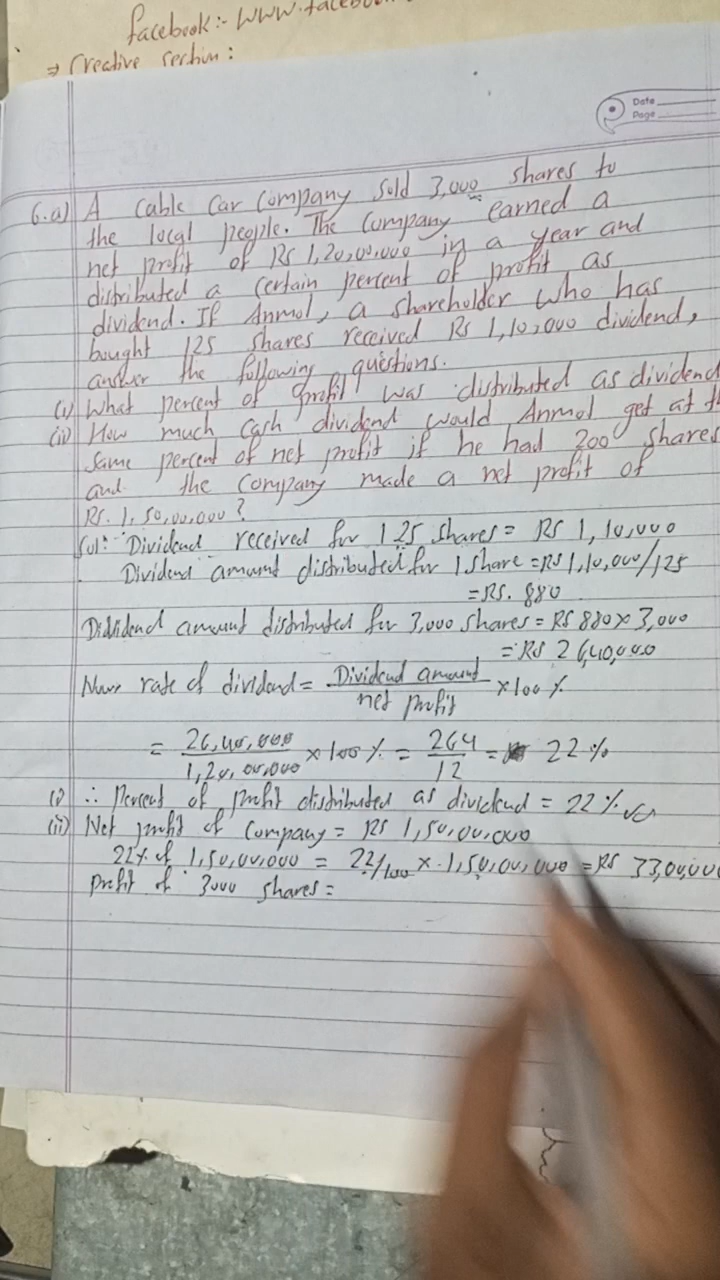 facebook:- www.facebo
⇒ Creative section:
Date
Page
6.a) A Cable Car Company sold 3,000 shares to
the local people. The Company earned a
net profit of Rs 1,20,00,000 in a year and
distributed a certain percent of profit as
dividend. If Anmol, a shareholder who has
bought 125 shares received Rs 1,10,000 dividend,
answer the following questions.
(i) What percent of profit was distributed as dividend
(ii) How much cash dividend would Anmol get at th
same percent of net profit if he had 200 shares
and the company made a net profit of
Rs. 1,50,00,000?
Sol:- Dividend received for 125 shares = Rs 1,10,000
Dividend amount distributed for 1 share = Rs 1,10,000/125
= Rs. 880
Dividend amount distributed for 3,000 shares = Rs 880 × 3,000
= Rs 26,40,000
Now rate of dividend = Dividend amount / net profit × 100 %
= 26,40,000 / 1,20,00,000 × 100 % = 264 / 12 = 22 %
(i) ∴ Percent of profit distributed as dividend = 22 %
(ii) Net profit of Company = Rs 1,50,00,000
22% of 1,50,00,000 = 22/100 × 1,50,00,000 = Rs 33,00,000
Profit of 3000 shares =